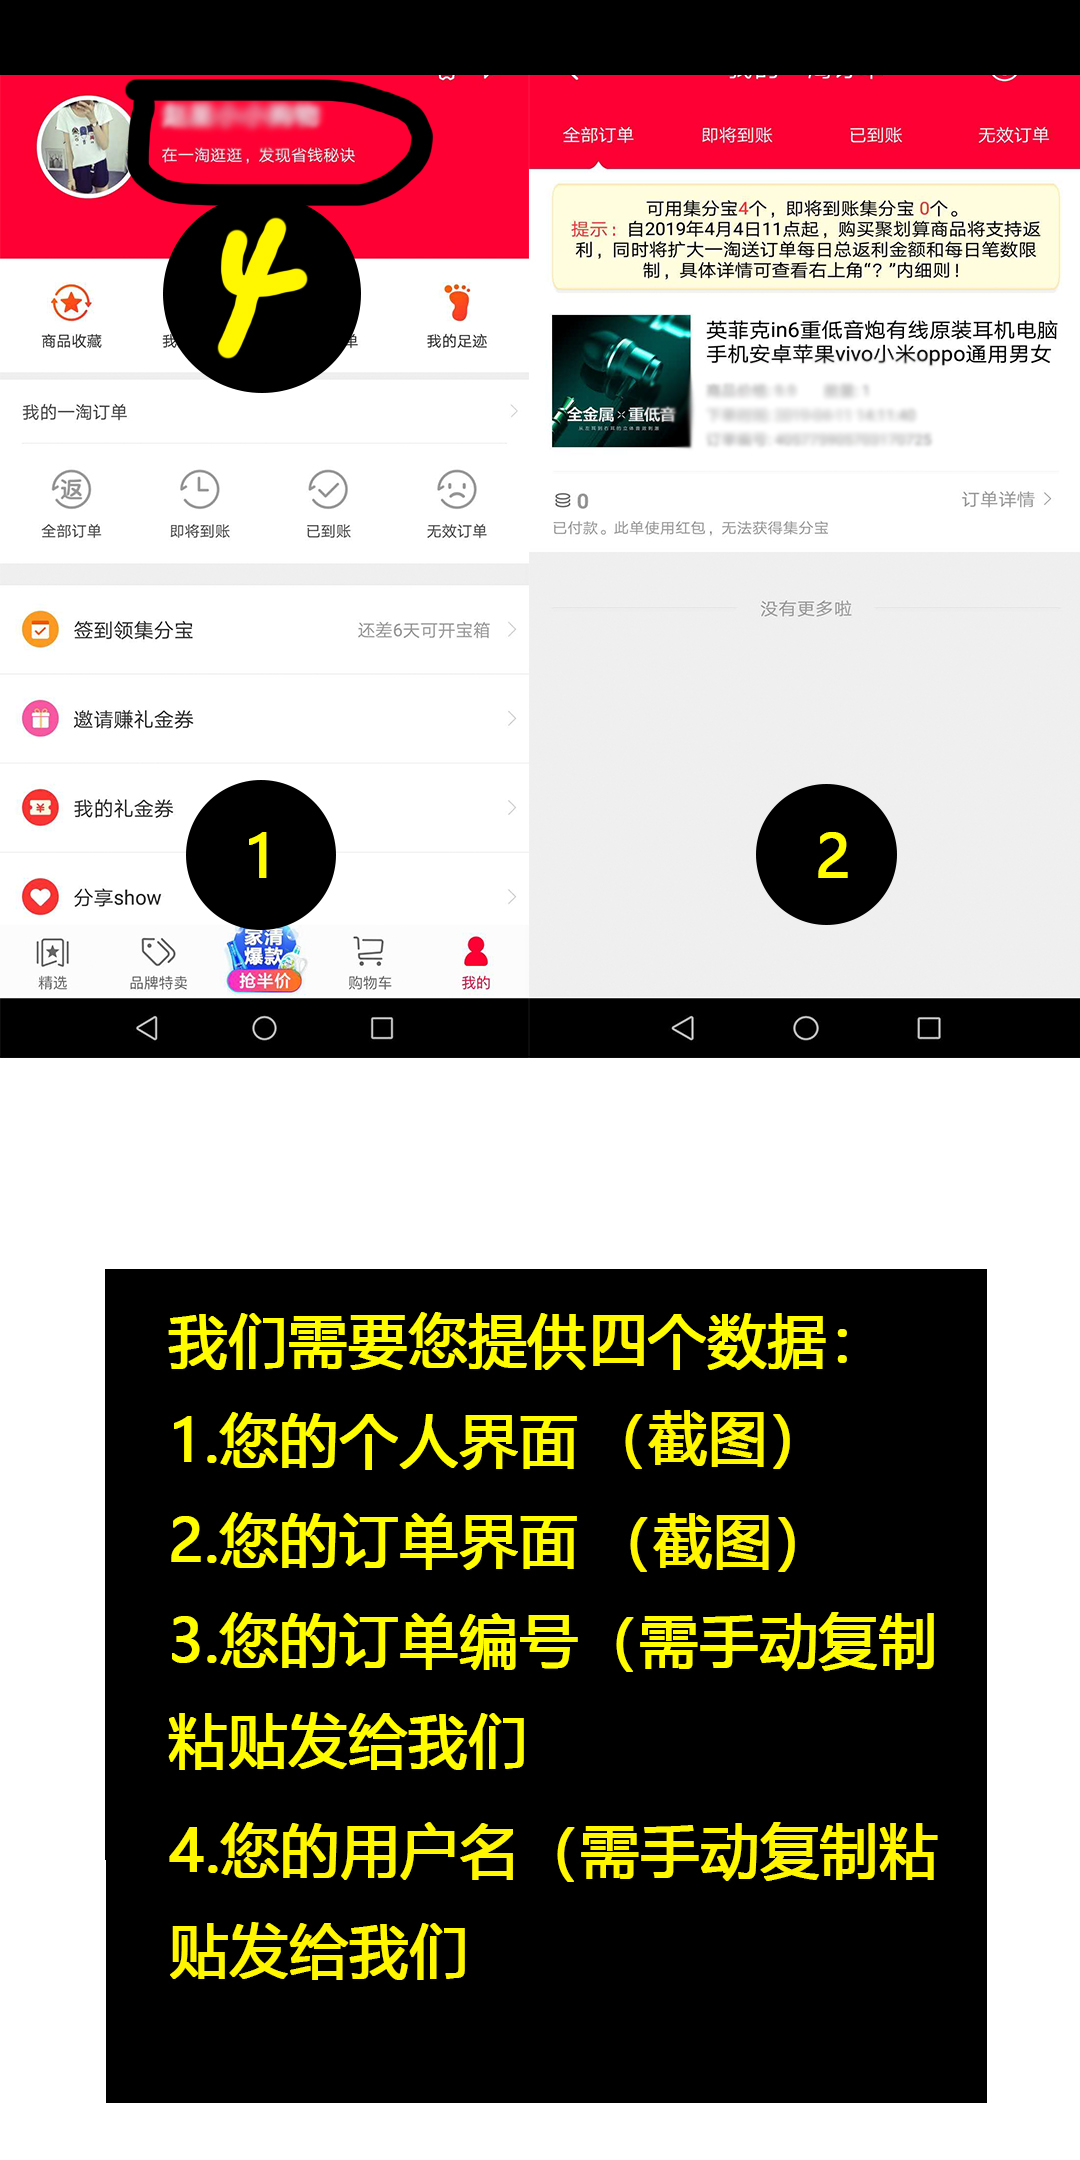 在一淘逛逛，发现省钱秘诀
4
商品收藏
我的足迹
我的一淘订单
返
全部订单
即将到账
已到账
无效订单
签到领集分宝
还差6天可开宝箱
邀请赚礼金券
我的礼金券
分享show
1
精选
品牌特卖
家清
爆款
抢半价
购物车
我的
全部订单
即将到账
已到账
无效订单
可用集分宝4个，即将到账集分宝 0个。
提示：自2019年4月4日11点起，购买聚划算商品将支持返
利，同时将扩大一淘送订单每日总返利金额和每日笔数限
制，具体详情可查看右上角“？”内细则！
全金属×重低音
英菲克in6重低音炮有线原装耳机电脑
手机安卓苹果vivo小米oppo通用男女
0
订单详情
已付款。此单使用红包，无法获得集分宝
没有更多啦
2
我们需要您提供四个数据：
1.您的个人界面 （截图）
2.您的订单界面 （截图）
3.您的订单编号（需手动复制
粘贴发给我们
4.您的用户名（需手动复制粘
贴发给我们